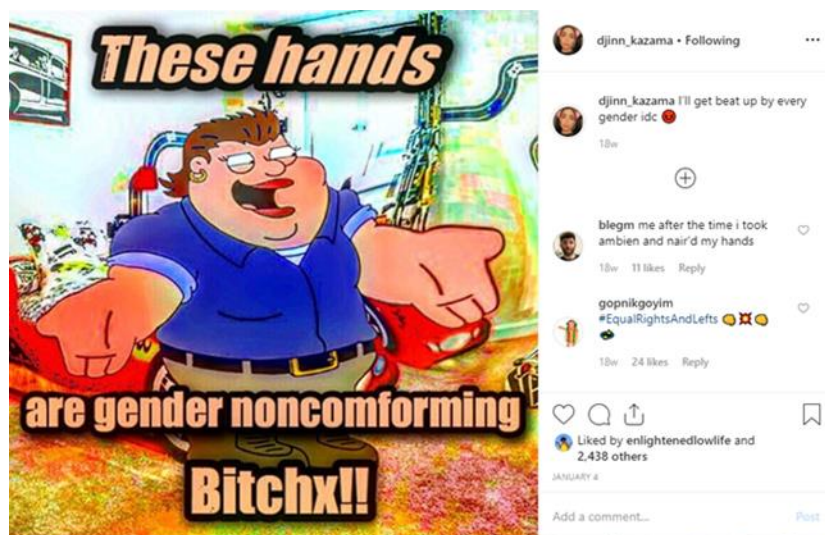 These hands
are gender noncomforming
Bitchx!!
djinn_kazama • Following
djinn_kazama I'll get beat up by every
gender idc 😡
18w
blegm me after the time i took
ambien and nair'd my hands
18w 11 likes Reply
gopnikgoyim
#EqualRightsAndLefts 🤜💥🤛
18w 24 likes Reply
Liked by enlightenedlowlife and
2,438 others
JANUARY 4
Add a comment... Post